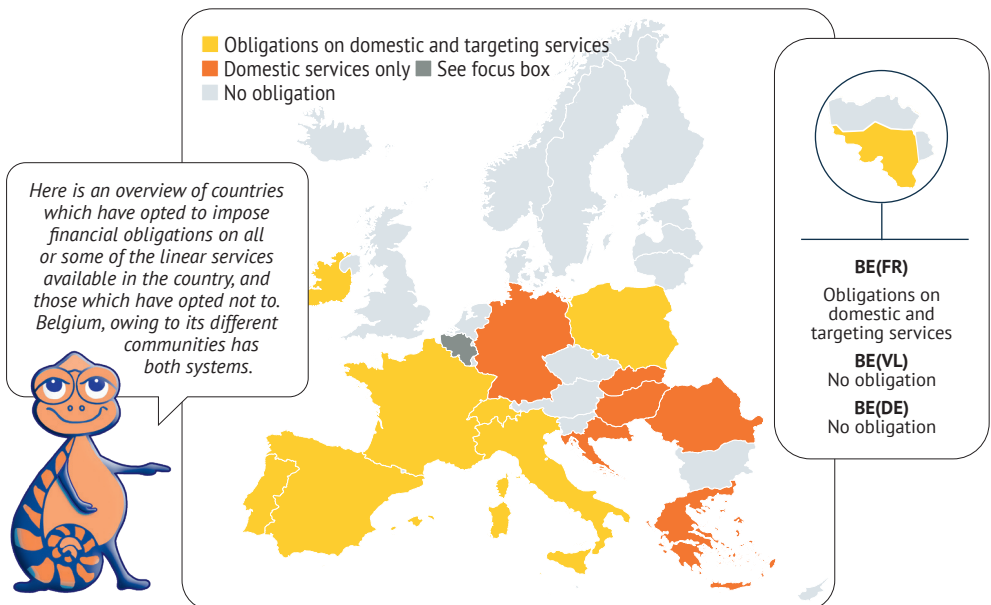 Obligations on domestic and targeting services
Domestic services only See focus box
No obligation
Here is an overview of countries
which have opted to impose
financial obligations on all
or some of the linear services
available in the country, and
those which have opted not to.
Belgium, owing to its different
communities has
both systems.
BE(FR)
Obligations on
domestic and
targeting services
BE(VL)
No obligation
BE(DE)
No obligation